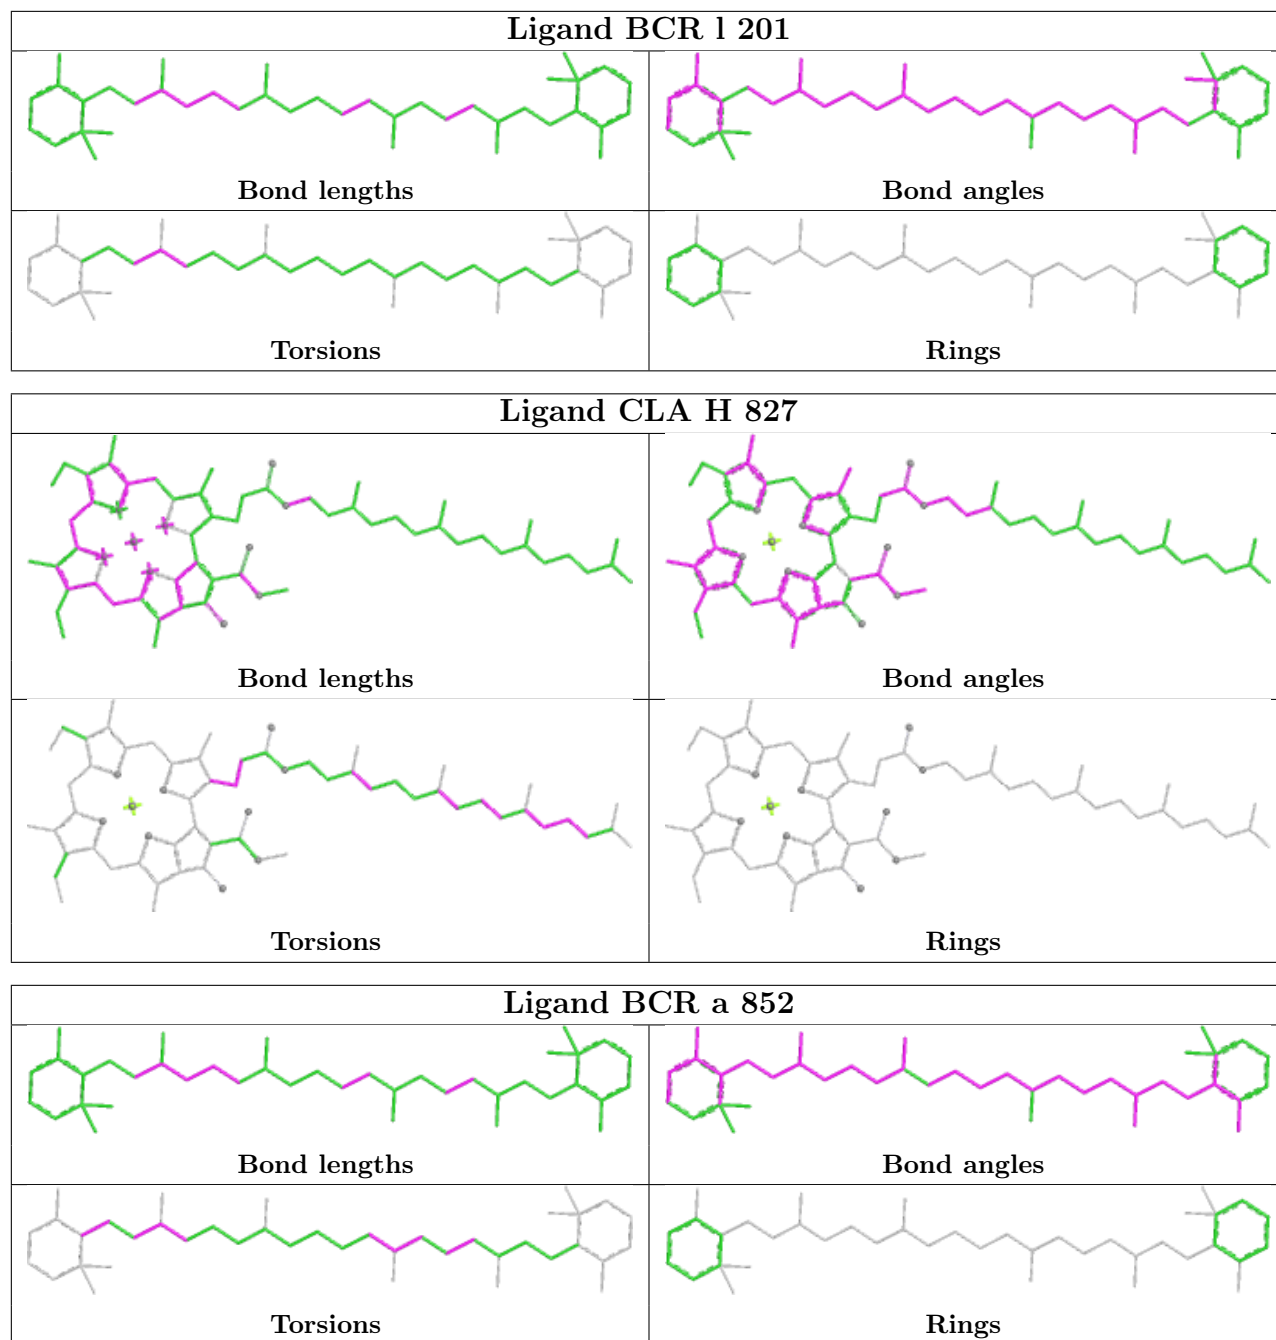 Ligand BCR l 201
Bond lengths
Bond angles
Torsions
Rings
Ligand CLA H 827
Bond lengths
Bond angles
Torsions
Rings
Ligand BCR a 852
Bond lengths
Bond angles
Torsions
Rings